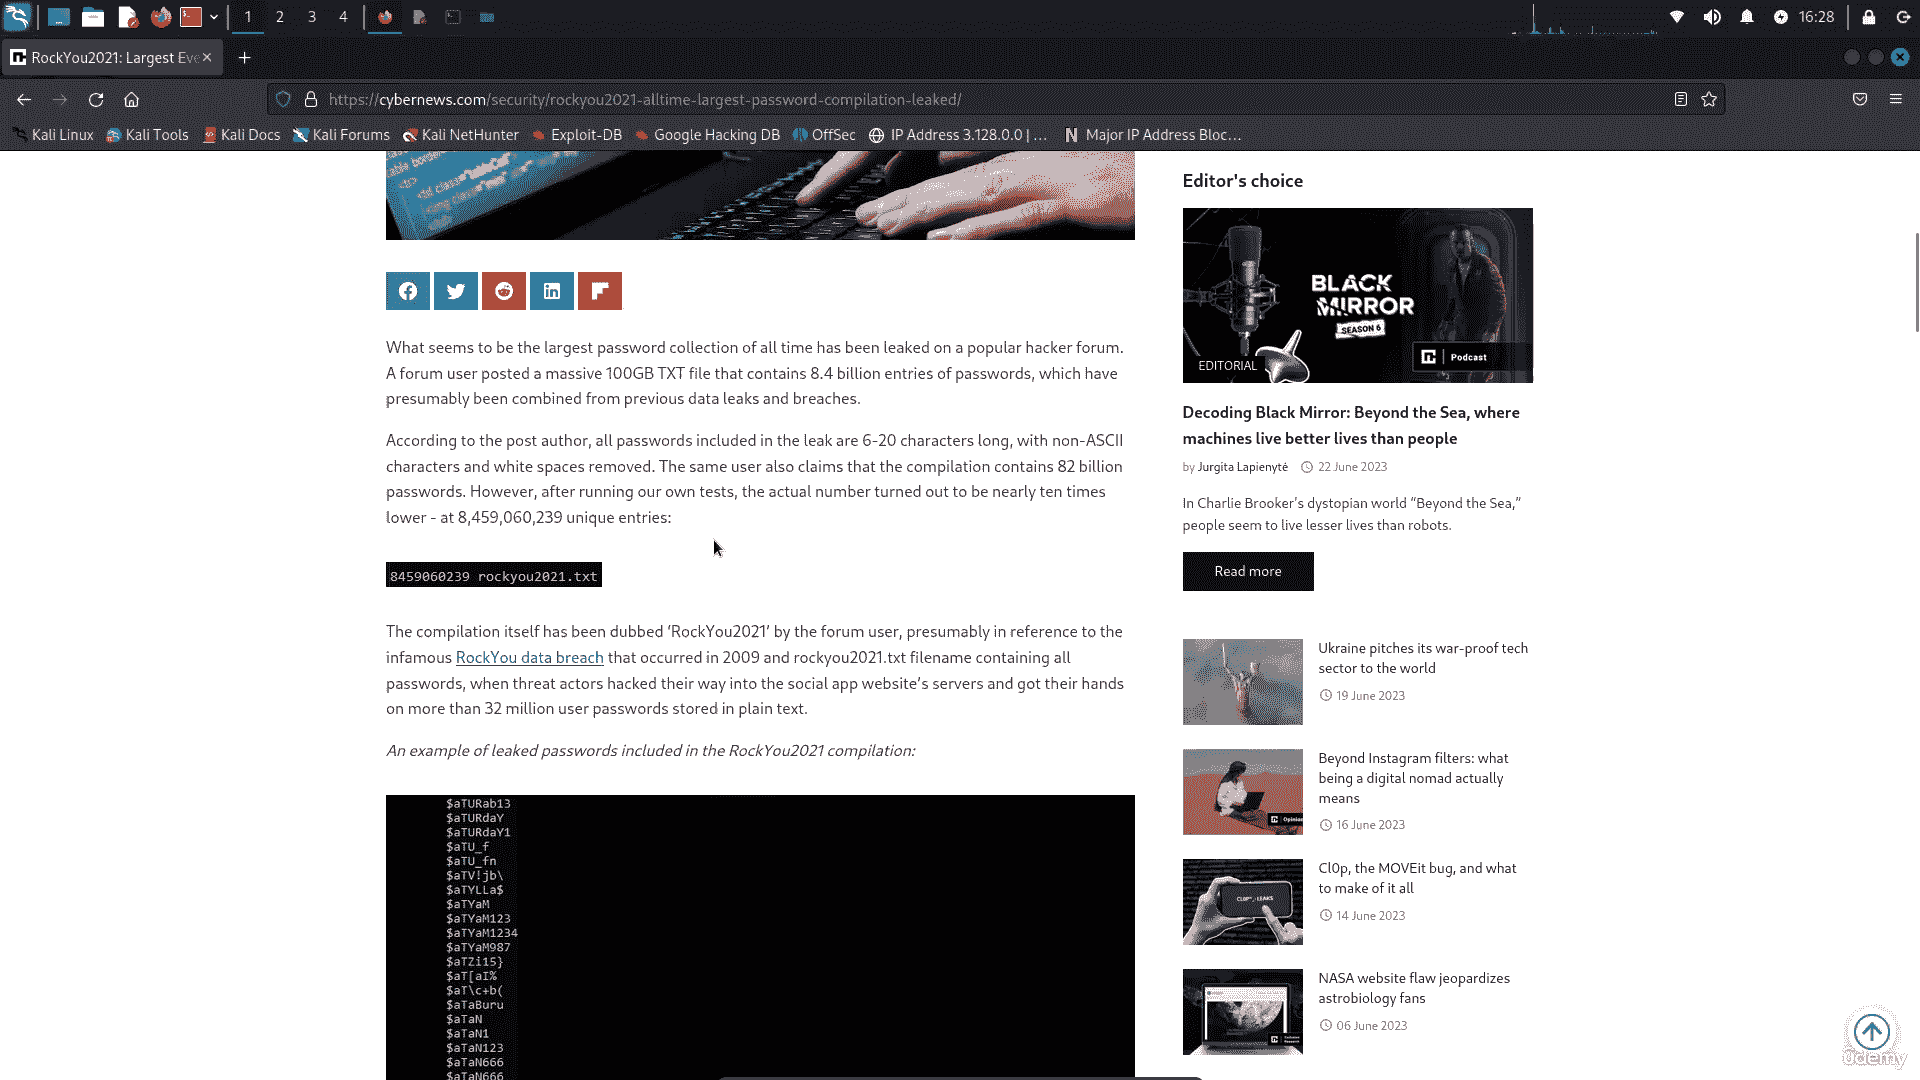 1 2 3 4
16:28
RockYou2021: Largest Eve
https://cybernews.com/security/rockyou2021-alltime-largest-password-compilation-leaked/
Kali Linux Kali Tools Kali Docs Kali Forums Kali NetHunter Exploit-DB Google Hacking DB OffSec IP Address 3.128.0.0 | ... Major IP Address Bloc...
What seems to be the largest password collection of all time has been leaked on a popular hacker forum.
A forum user posted a massive 100GB TXT file that contains 8.4 billion entries of passwords, which have
presumably been combined from previous data leaks and breaches.
According to the post author, all passwords included in the leak are 6-20 characters long, with non-ASCII
characters and white spaces removed. The same user also claims that the compilation contains 82 billion
passwords. However, after running our own tests, the actual number turned out to be nearly ten times
lower - at 8,459,060,239 unique entries:
8459060239 rockyou2021.txt
The compilation itself has been dubbed ‘RockYou2021’ by the forum user, presumably in reference to the
infamous RockYou data breach that occurred in 2009 and rockyou2021.txt filename containing all
passwords, when threat actors hacked their way into the social app website’s servers and got their hands
on more than 32 million user passwords stored in plain text.
An example of leaked passwords included in the RockYou2021 compilation:
$aTURab13
$aTURdaY
$aTURdaY1
$aTU_f
$aTU_fn
$aTV!jb\
$aTYLLa$
$aTYaM
$aTYaM123
$aTYaM1234
$aTYaM987
$aTZi15}
$aT[aI%
$aT\c+b(
$aTaBuru
$aTaN
$aTaN1
$aTaN123
$aTaN666
$aTaN666
Editor's choice
BLACK
MIRROR
SEASON 6
Podcast
EDITORIAL
Decoding Black Mirror: Beyond the Sea, where
machines live better lives than people
by Jurgita Lapienytė 22 June 2023
In Charlie Brooker’s dystopian world “Beyond the Sea,”
people seem to live lesser lives than robots.
Read more
Ukraine pitches its war-proof tech
sector to the world
19 June 2023
Beyond Instagram filters: what
being a digital nomad actually
means
16 June 2023
Opinion
Cl0p, the MOVEit bug, and what
to make of it all
14 June 2023
CL0P^_- LEAKS
NASA website flaw jeopardizes
astrobiology fans
06 June 2023
udemy